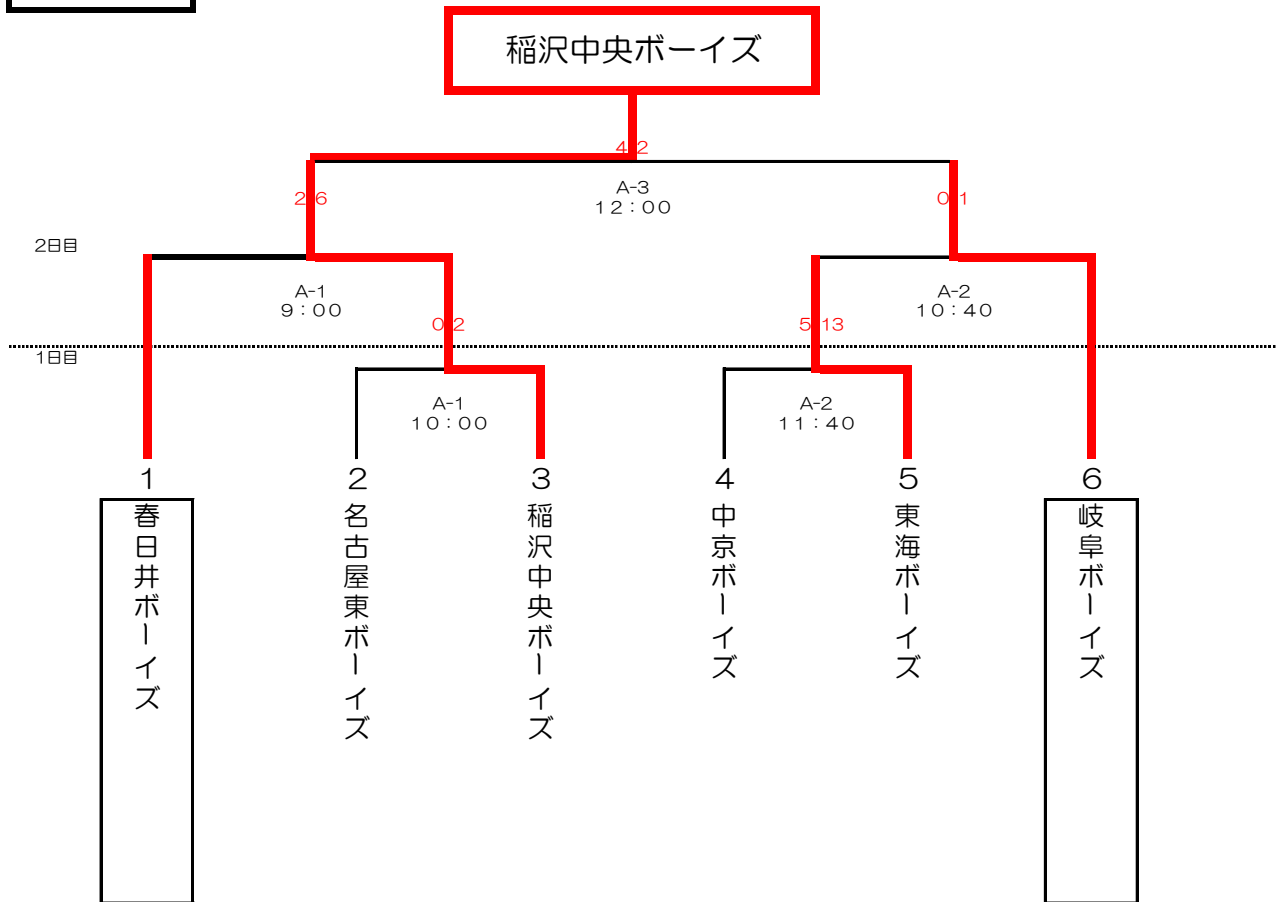 稲沢中央ボーイズ
4 2
A-3
12:00
2 6
0 1
2日目
A-1
9:00
A-2
10:40
0 2
5 13
1日目
A-1
10:00
A-2
11:40
1
2
3
4
5
6
春日井ボーイズ
名古屋東ボーイズ
稲沢中央ボーイズ
中京ボーイズ
東海ボーイズ
岐阜ボーイズ